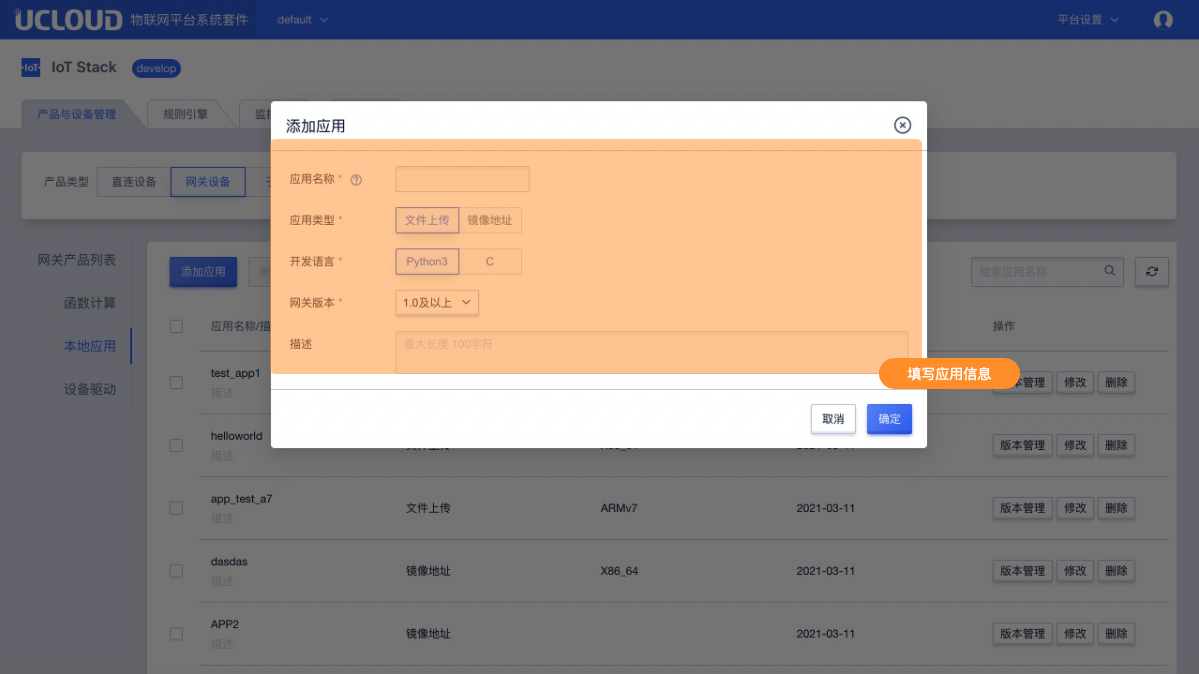 UCLOUD 物联网平台系统套件 default 平台设置
IoT IoT Stack develop
产品与设备管理 规则引擎
添加应用
产品类型 直连设备 网关设备
应用名称 *
应用类型 * 文件上传 镜像地址
开发语言 * Python3 C
网关版本 * 1.0及以上
描述 最大长度 100字符
填写应用信息
取消 确定
网关产品列表
函数计算
本地应用
设备驱动
添加应用 检索应用名称
应用名称/描 操作
test_app1 修改 删除
描述
helloworld 版本管理 修改 删除
描述
app_test_a7 文件上传 ARMv7 2021-03-11 版本管理 修改 删除
描述
dasdas 镜像地址 X86_64 2021-03-11 版本管理 修改 删除
描述
APP2 镜像地址 2021-03-11 版本管理 修改 删除
描述